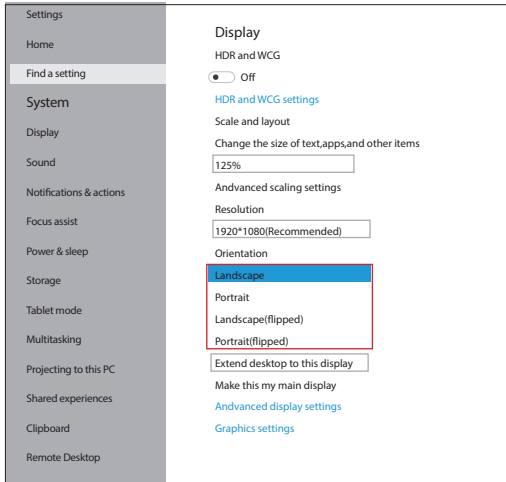 Settings
Home
Find a setting
System
Display
Sound
Notifications & actions
Focus assist
Power & sleep
Storage
Tablet mode
Multitasking
Projecting to this PC
Shared experiences
Clipboard
Remote Desktop
Display
HDR and WCG
Off
HDR and WCG settings
Scale and layout
Change the size of text,apps,and other items
125%
Andvanced scaling settings
Resolution
1920*1080(Recommended)
Orientation
Landscape
Portrait
Landscape(flipped)
Portrait(flipped)
Extend desktop to this display
Make this my main display
Andvanced display settings
Graphics settings